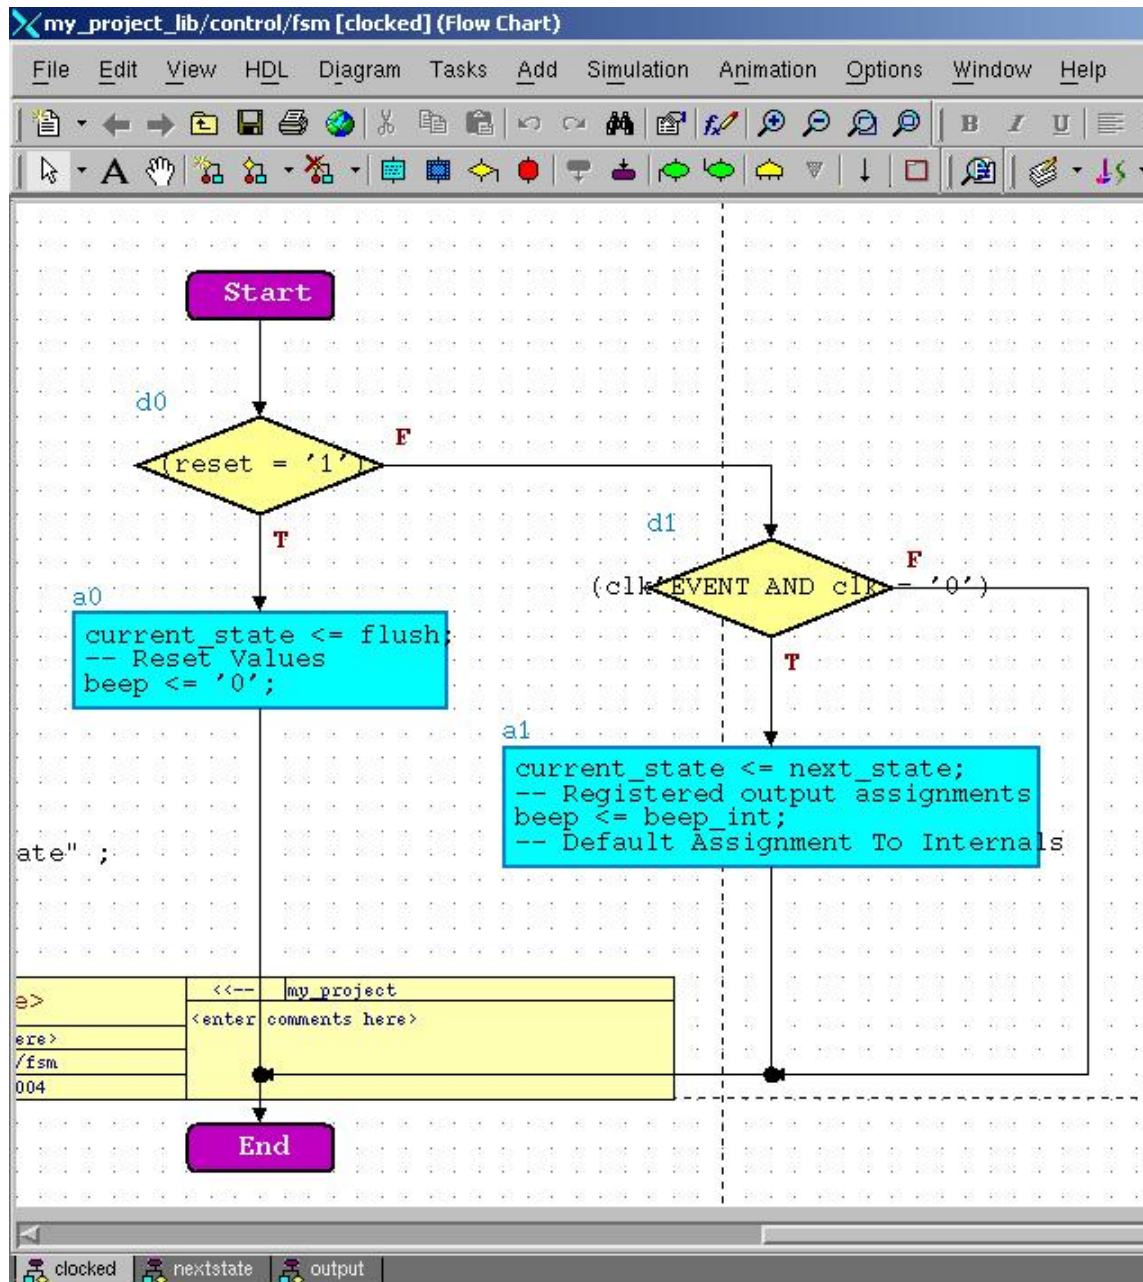 my_project_lib/control/fsm [clocked] (Flow Chart)
File Edit View HDL Diagram Tasks Add Simulation Animation Options Window Help
A B I U
Start
d0
F
(reset = '1')
T
d1
F
(clk'EVENT AND clk = '0')
T
a0
current_state <= flush;
-- Reset Values
beep <= '0';
a1
current_state <= next_state;
-- Registered output assignments
beep <= beep_int;
-- Default Assignment To Internals
ate" ;
e>
ere>
/fsm
004
<<-- my_project
<enter comments here>
End
clocked nextstate output